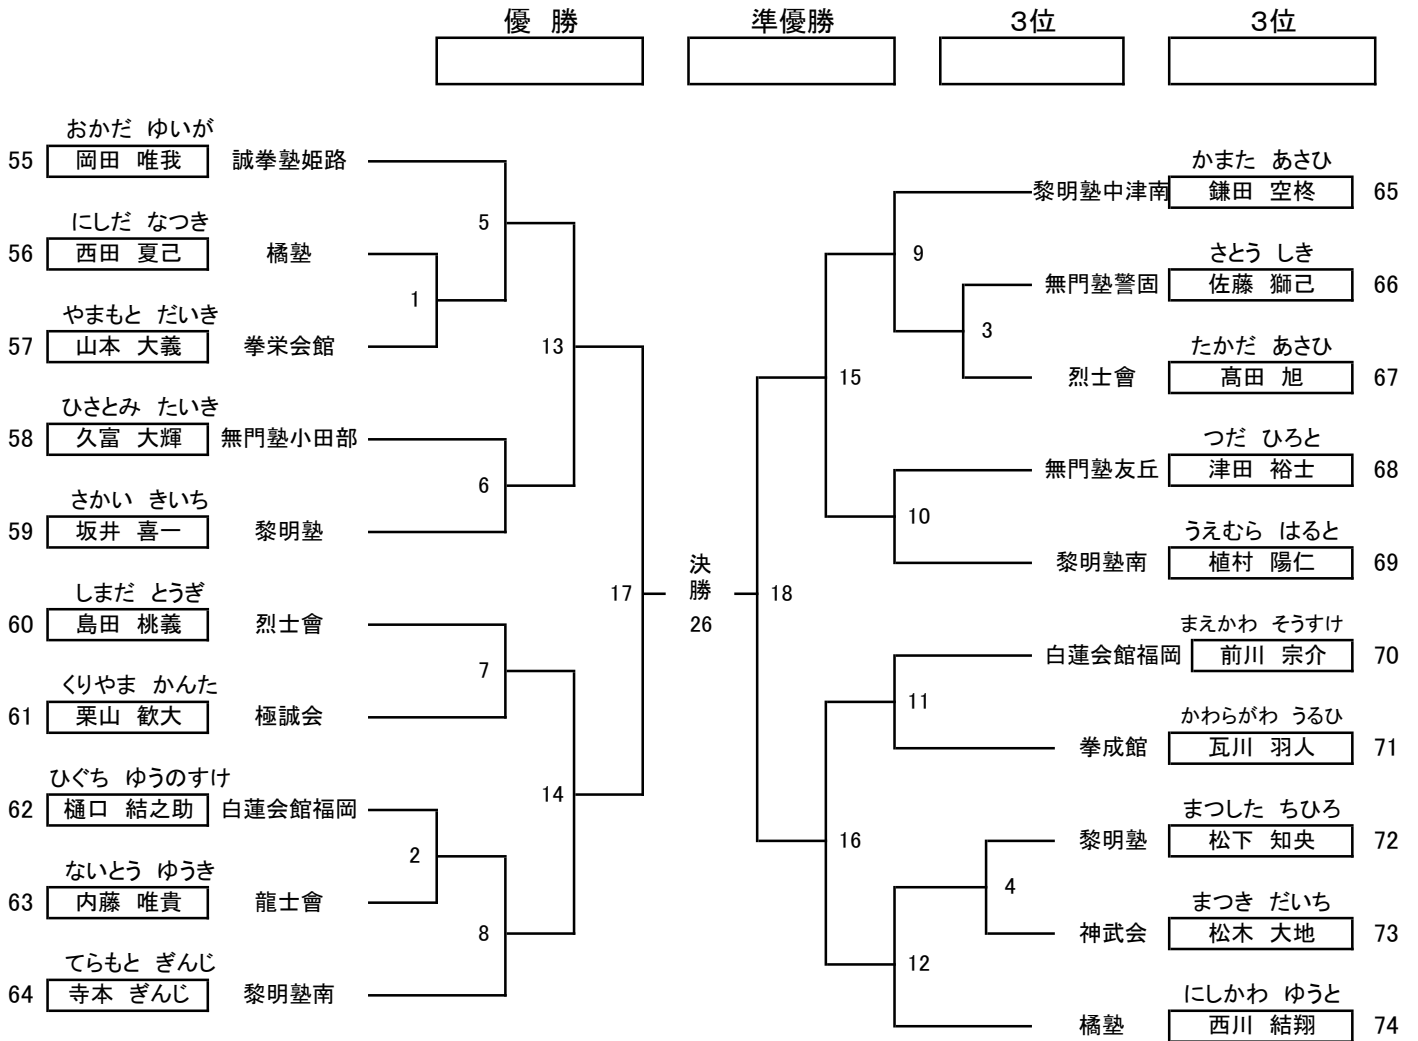 優 勝 準優勝 3位 3位
おかだ ゆいが
55 岡田 唯我 誠拳塾姫路
にしだ なつき
56 西田 夏己 橘塾
やまもと だいき
57 山本 大義 拳栄会館
ひさとみ たいき
58 久富 大輝 無門塾小田部
さかい きいち
59 坂井 喜一 黎明塾
しまだ とうぎ
60 島田 桃義 烈士會
くりやま かんた
61 栗山 歓大 極誠会
ひぐち ゆうのすけ
62 樋口 結之助 白蓮会館福岡
ないとう ゆうき
63 内藤 唯貴 龍士會
てらもと ぎんじ
64 寺本 ぎんじ 黎明塾南
5
1
13
6
17
7
14
2
8
決
勝
26
かまた あさひ
黎明塾中津南 鎌田 空柊 65
さとう しき
無門塾警固 佐藤 獅己 66
たかだ あさひ
烈士會 髙田 旭 67
つだ ひろと
無門塾友丘 津田 裕士 68
うえむら はると
黎明塾南 植村 陽仁 69
まえかわ そうすけ
白蓮会館福岡 前川 宗介 70
かわらがわ うるひ
拳成館 瓦川 羽人 71
まつした ちひろ
黎明塾 松下 知央 72
まつき だいち
神武会 松木 大地 73
にしかわ ゆうと
橘塾 西川 結翔 74
9
3
15
10
18
11
16
4
12